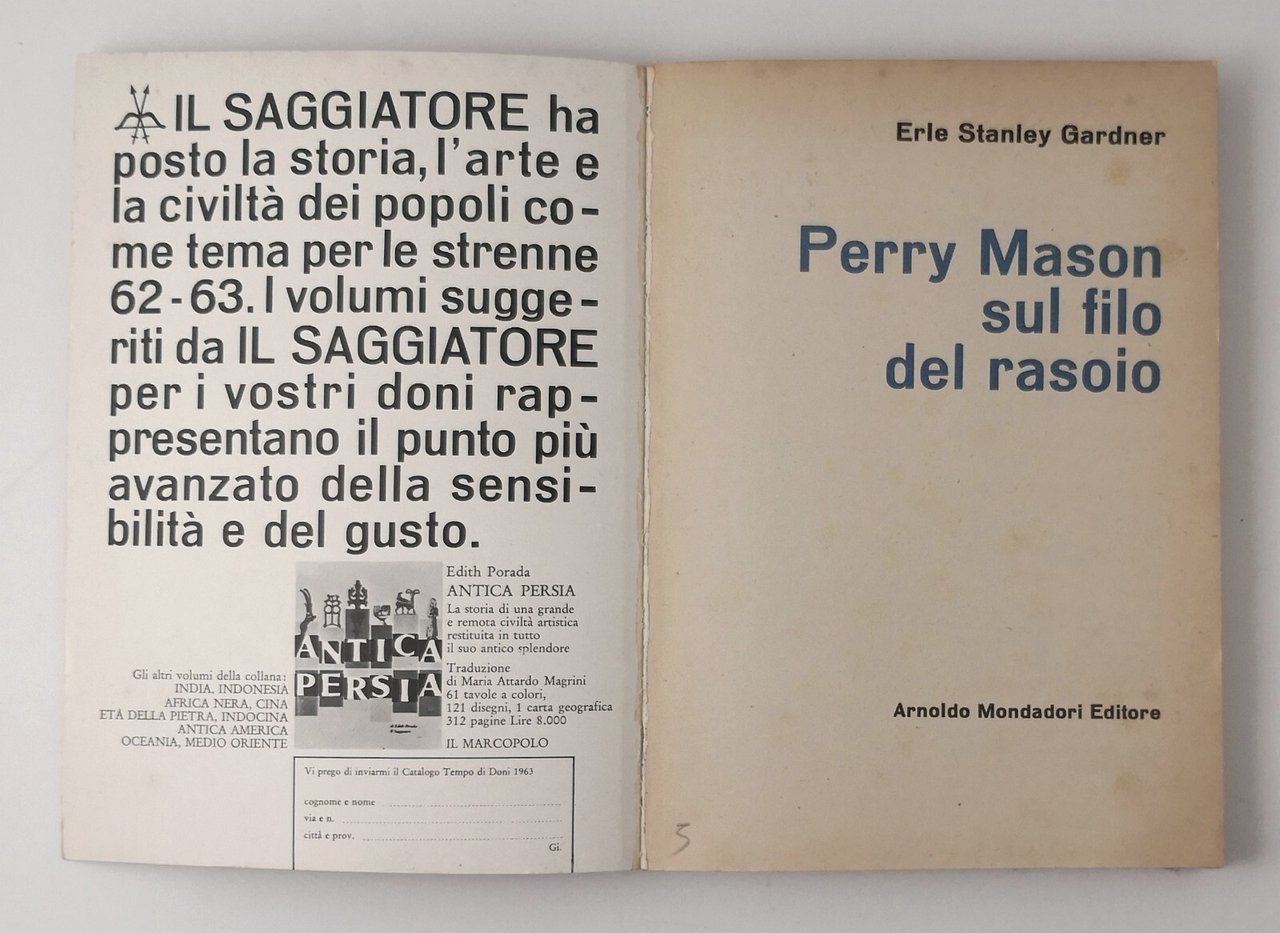 IL SAGGIATORE ha
posto la storia, l'arte e
la civiltà dei popoli co-
me tema per le strenne
62-63. I volumi sugge-
riti da IL SAGGIATORE
per i vostri doni rap-
presentano il punto più
avanzato della sensi-
bilità e del gusto.
Gli altri volumi della collana:
INDIA, INDONESIA
AFRICA NERA, CINA
ETÀ DELLA PIETRA, INDOCINA
ANTICA AMERICA
OCEANIA, MEDIO ORIENTE
ANTICA
PERSIA
di Edith Porada
Il Saggiatore
Edith Porada
ANTICA PERSIA
La storia di una grande
e remota civiltà artistica
restituita in tutto
il suo antico splendore
Traduzione
di Maria Attardo Magrini
61 tavole a colori,
121 disegni, 1 carta geografica
312 pagine Lire 8.000
IL MARCOPOLO
Vi prego di inviarmi il Catalogo Tempo di Doni 1963
cognome e nome
via e n.
città e prov.
Gi.
Erle Stanley Gardner
Perry Mason
sul filo
del rasoio
Arnoldo Mondadori Editore
5